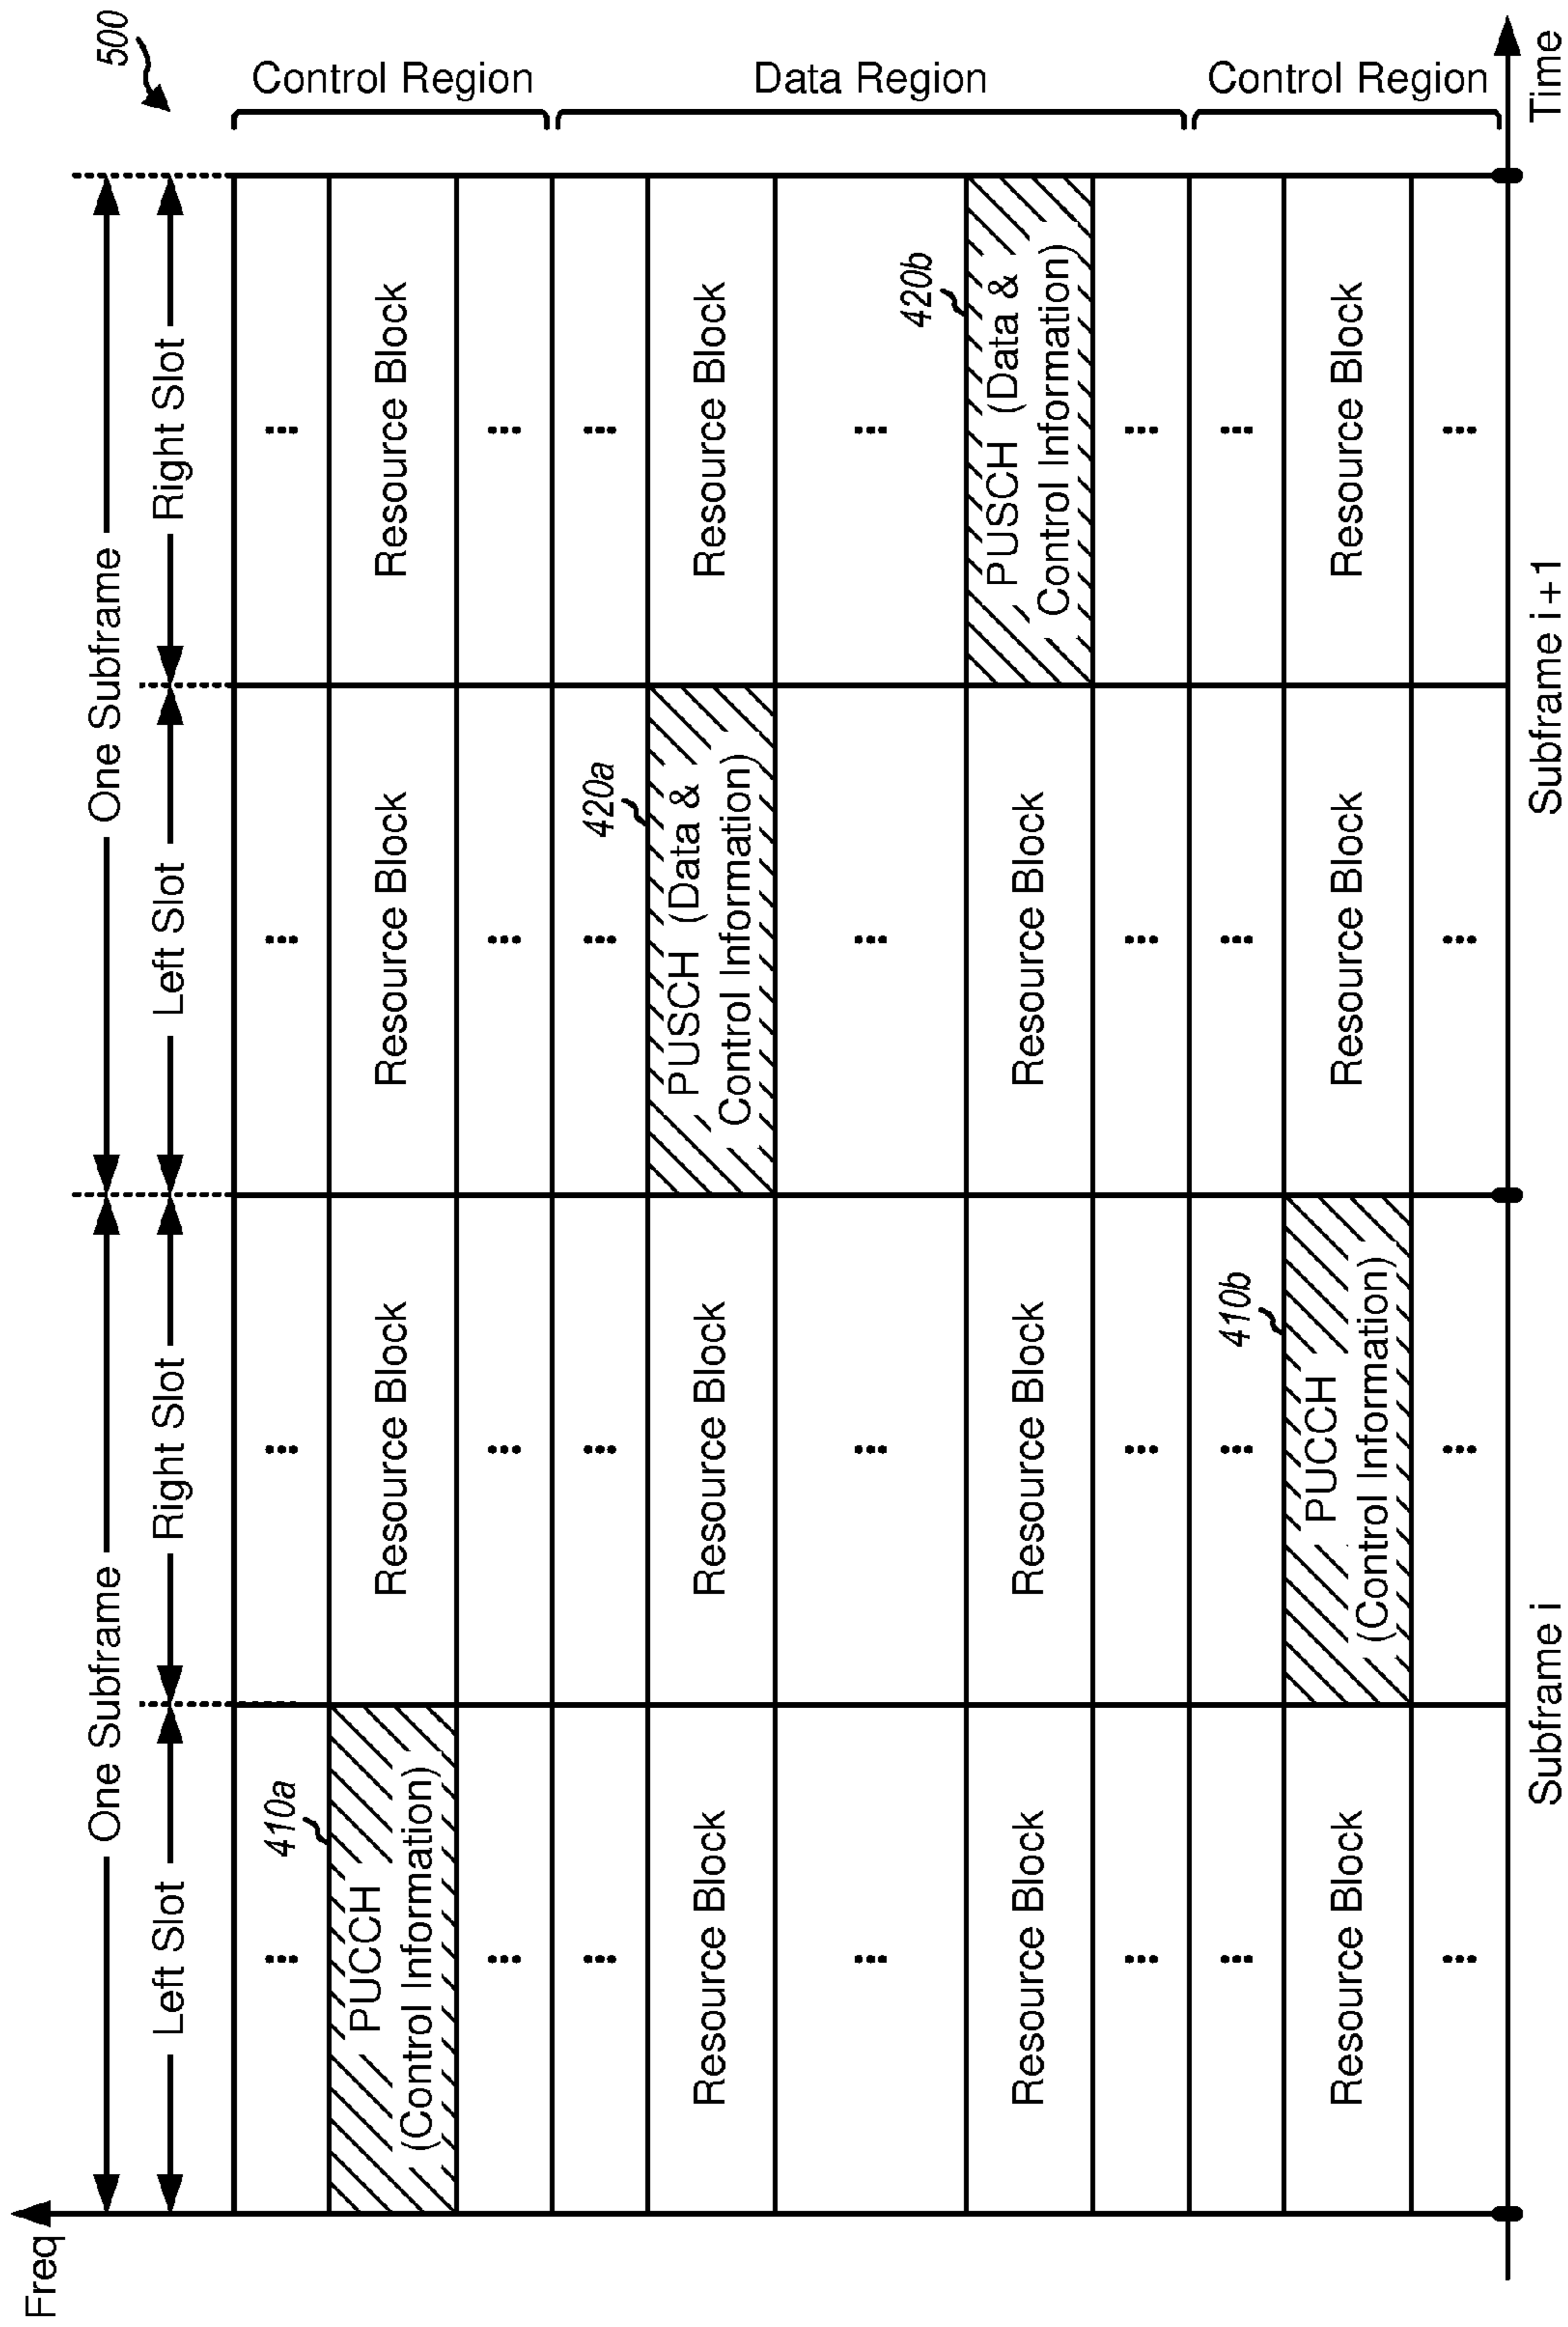 500
One Subframe
One Subframe
Left Slot
Right Slot
Left Slot
Right Slot
Freq
...
410a
...
...
...
Control Region
PUCCH
(Control Information)
Resource Block
Resource Block
Resource Block
...
...
...
...
...
...
420a
...
...
Data Region
Resource Block
Resource Block
PUSCH (Data &
Control Information)
Resource Block
...
...
...
...
420b
Resource Block
Resource Block
Resource Block
PUSCH (Data &
Control Information)
...
...
...
...
...
...
410b
...
...
Control Region
Resource Block
PUCCH
(Control Information)
Resource Block
Resource Block
...
...
...
...
Subframe i
Subframe i + 1
Time